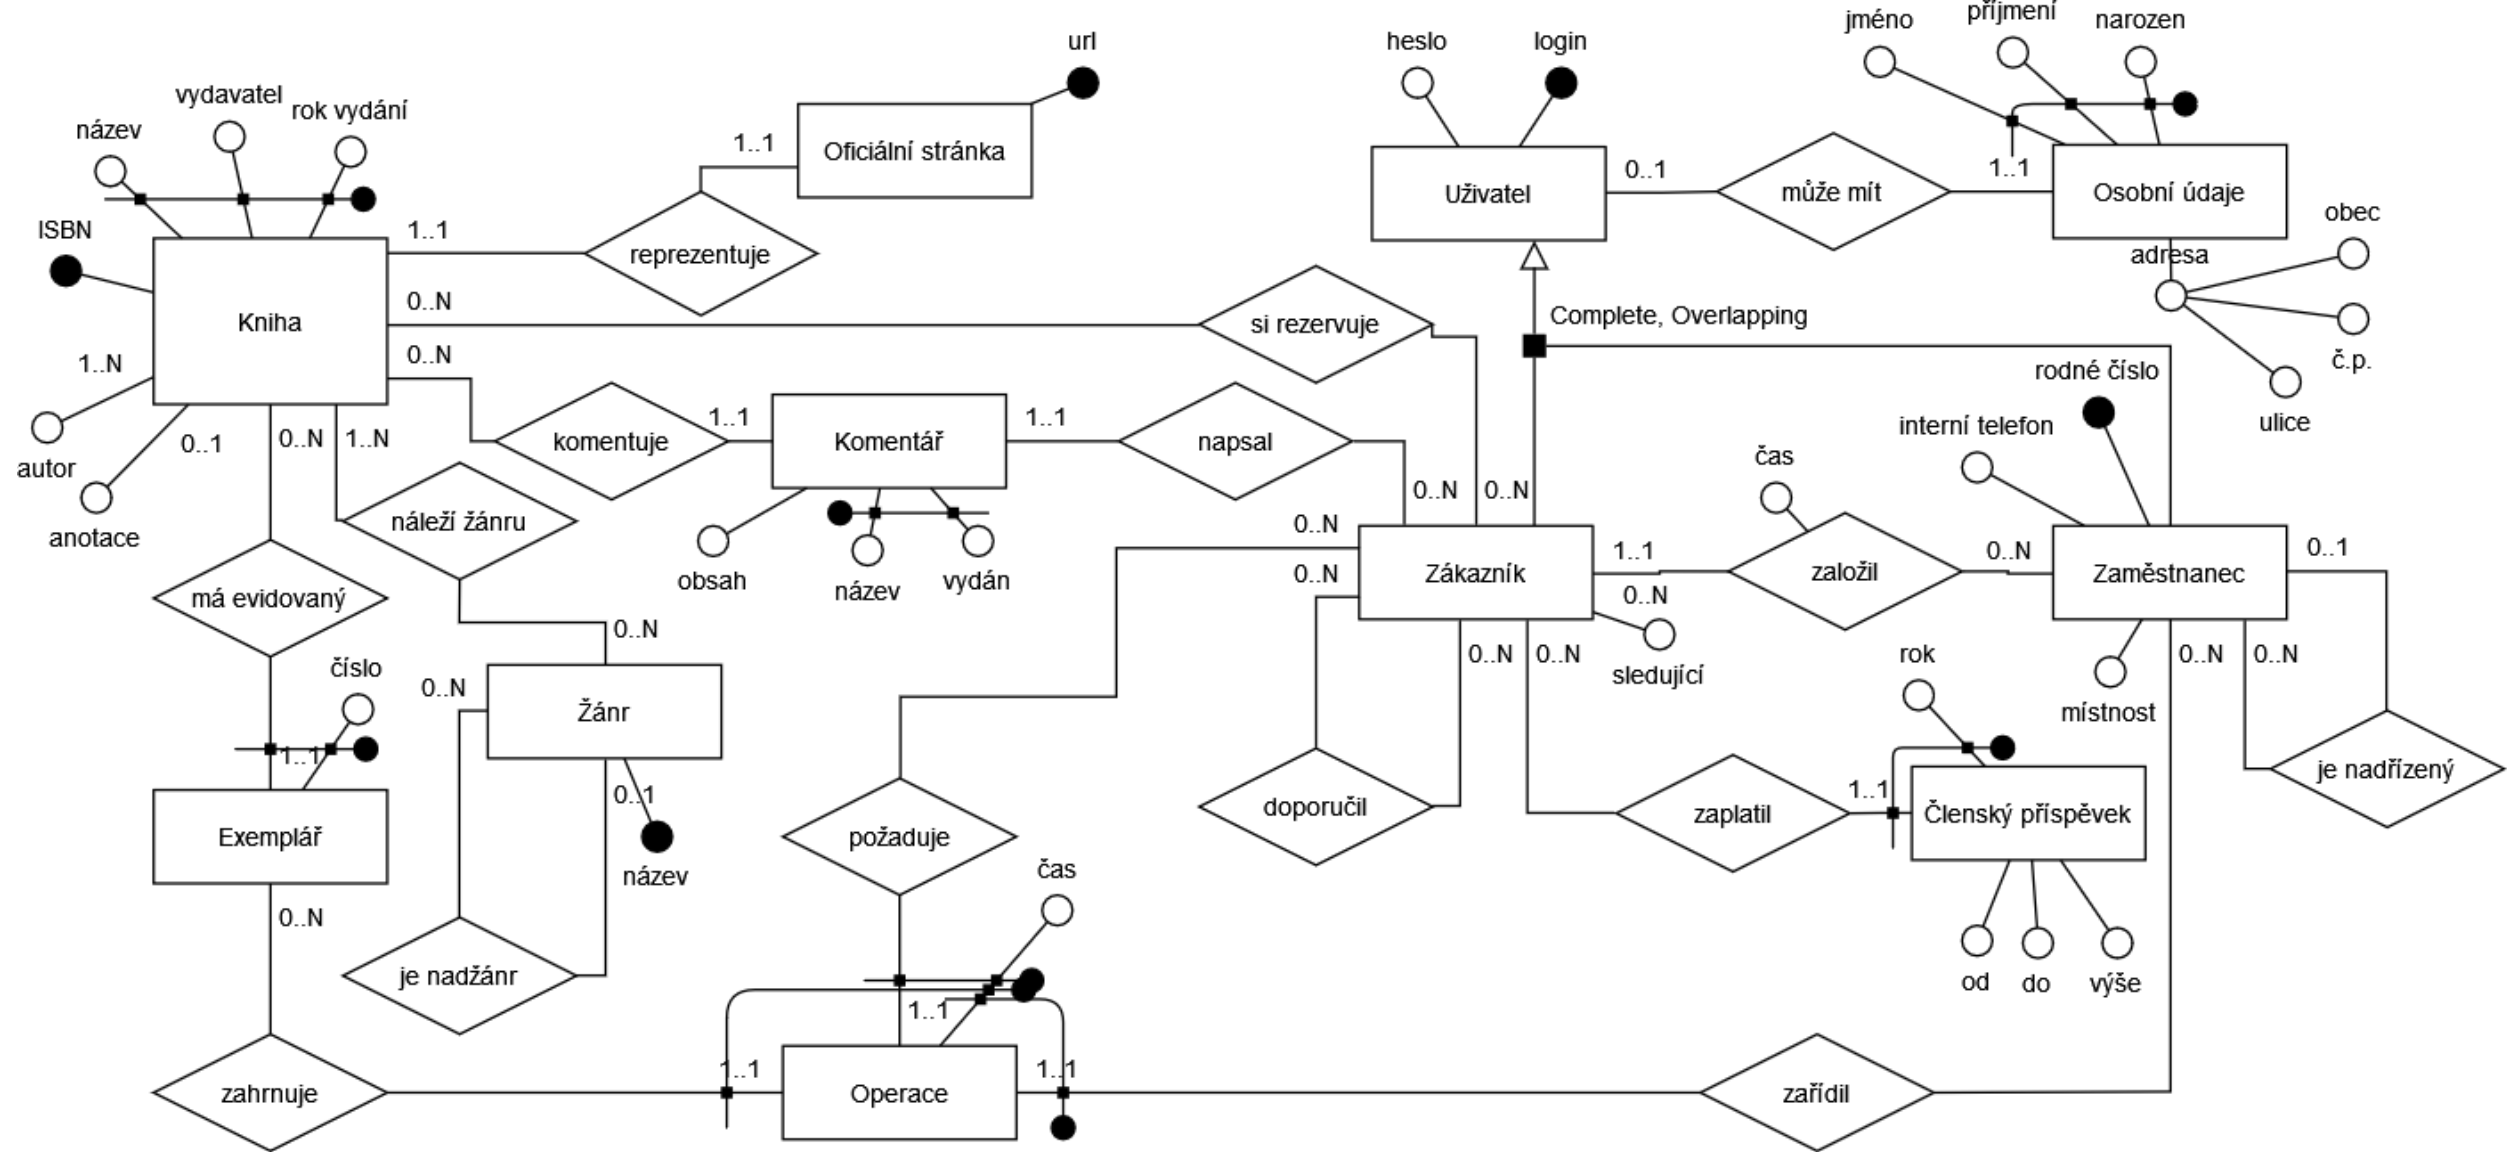 jméno
příjmení
narozen
url
heslo
login
vydavatel
rok vydání
název
1..1
Oficiální stránka
Uživatel
0..1
může mít
1..1
Osobní údaje
ISBN
1..1
reprezentuje
obec
adresa
0..N
Kniha
si rezervuje
Complete, Overlapping
1..N
0..N
č.p.
rodné číslo
ulice
autor
0..1
0..N
1..N
komentuje
1..1
Komentář
1..1
napsal
interní telefon
čas
anotace
náleží žánru
0..N
0..N
0..N
obsah
název
vydán
má evidovaný
0..N
Zákazník
1..1
založil
0..N
Zaměstnanec
0..1
0..N
sledující
číslo
0..N
0..N
0..N
0..N
rok
0..N
0..N
místnost
Žánr
1..1
0..1
název
Exemplář
požaduje
doporučil
zaplatil
1..1
Členský příspěvek
je nadřízený
0..N
je nadžánr
čas
od
do
výše
1..1
1..1
1..1
zahrnuje
Operace
zařídil